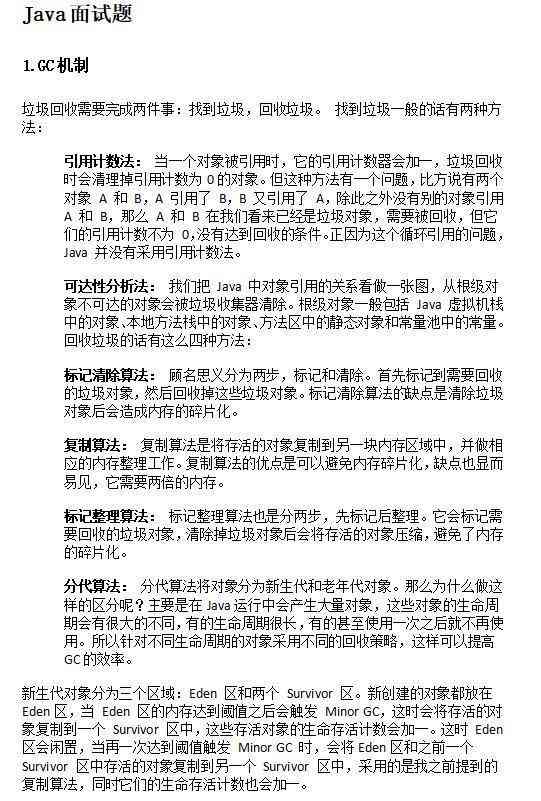 Java 面试题
1.GC 机制
垃圾回收需要完成两件事：找到垃圾，回收垃圾。 找到垃圾一般的话有两种方
法：
引用计数法： 当一个对象被引用时，它的引用计数器会加一，垃圾回收
时会清理掉引用计数为 0 的对象。但这种方法有一个问题，比方说有两个
对象 A 和 B，A 引用了 B，B 又引用了 A，除此之外没有别的对象引用
A 和 B，那么 A 和 B 在我们看来已经是垃圾对象，需要被回收，但它
们的引用计数不为 0，没有达到回收的条件。正因为这个循环引用的问题，
Java 并没有采用引用计数法。
可达性分析法： 我们把 Java 中对象引用的关系看做一张图，从根级对
象不可达的对象会被垃圾收集器清除。根级对象一般包括 Java 虚拟机栈
中的对象、本地方法栈中的对象、方法区中的静态对象和常量池中的常量。
回收垃圾的话有这么四种方法：
标记清除算法： 顾名思义分为两步，标记和清除。首先标记到需要回收
的垃圾对象，然后回收掉这些垃圾对象。标记清除算法的缺点是清除垃圾
对象后会造成内存的碎片化。
复制算法： 复制算法是将存活的对象复制到另一块内存区域中，并做相
应的内存整理工作。复制算法的优点是可以避免内存碎片化，缺点也显而
易见，它需要两倍的内存。
标记整理算法： 标记整理算法也是分两步，先标记后整理。它会标记需
要回收的垃圾对象，清除掉垃圾对象后会将存活的对象压缩，避免了内存
的碎片化。
分代算法： 分代算法将对象分为新生代和老年代对象。那么为什么做这
样的区分呢？主要是在Java运行中会产生大量对象，这些对象的生命周
期会有很大的不同，有的生命周期很长，有的甚至使用一次之后就不再使
用。所以针对不同生命周期的对象采用不同的回收策略，这样可以提高
GC的效率。
新生代对象分为三个区域：Eden 区和两个 Survivor 区。新创建的对象都放在
Eden区，当 Eden 区的内存达到阈值之后会触发 Minor GC，这时会将存活的对
象复制到一个 Survivor 区中，这些存活对象的生命存活计数会加一。这时 Eden
区会闲置，当再一次达到阈值触发 Minor GC 时，会将Eden区和之前一个
Survivor 区中存活的对象复制到另一个 Survivor 区中，采用的是我之前提到的
复制算法，同时它们的生命存活计数也会加一。